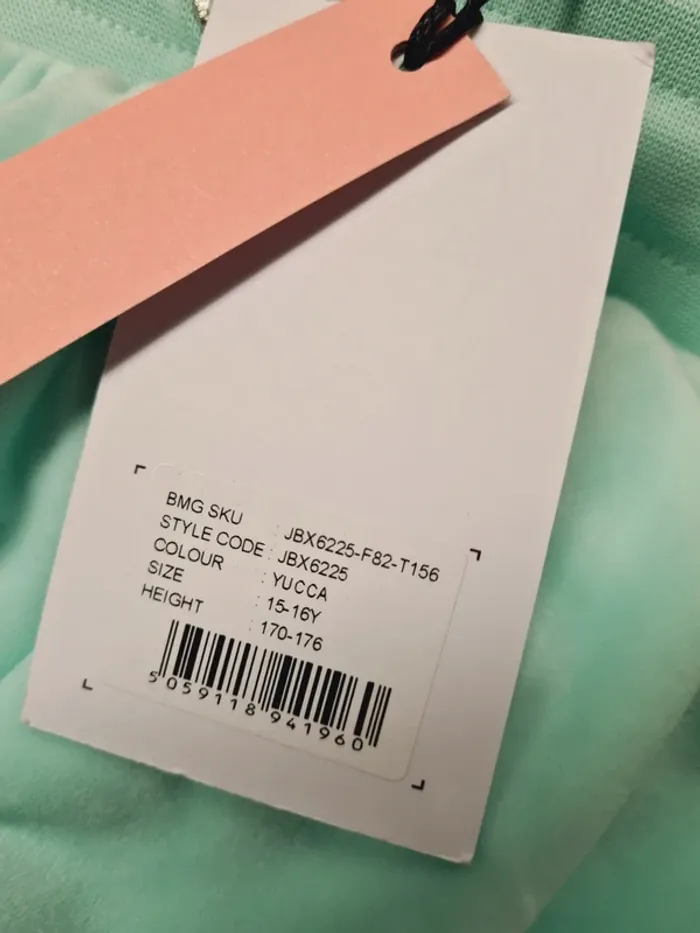 BMG SKU : JBX6225-F82-T156
STYLE CODE : JBX6225
COLOUR : YUCCA
SIZE : 15-16Y
HEIGHT : 170-176
5059118941960